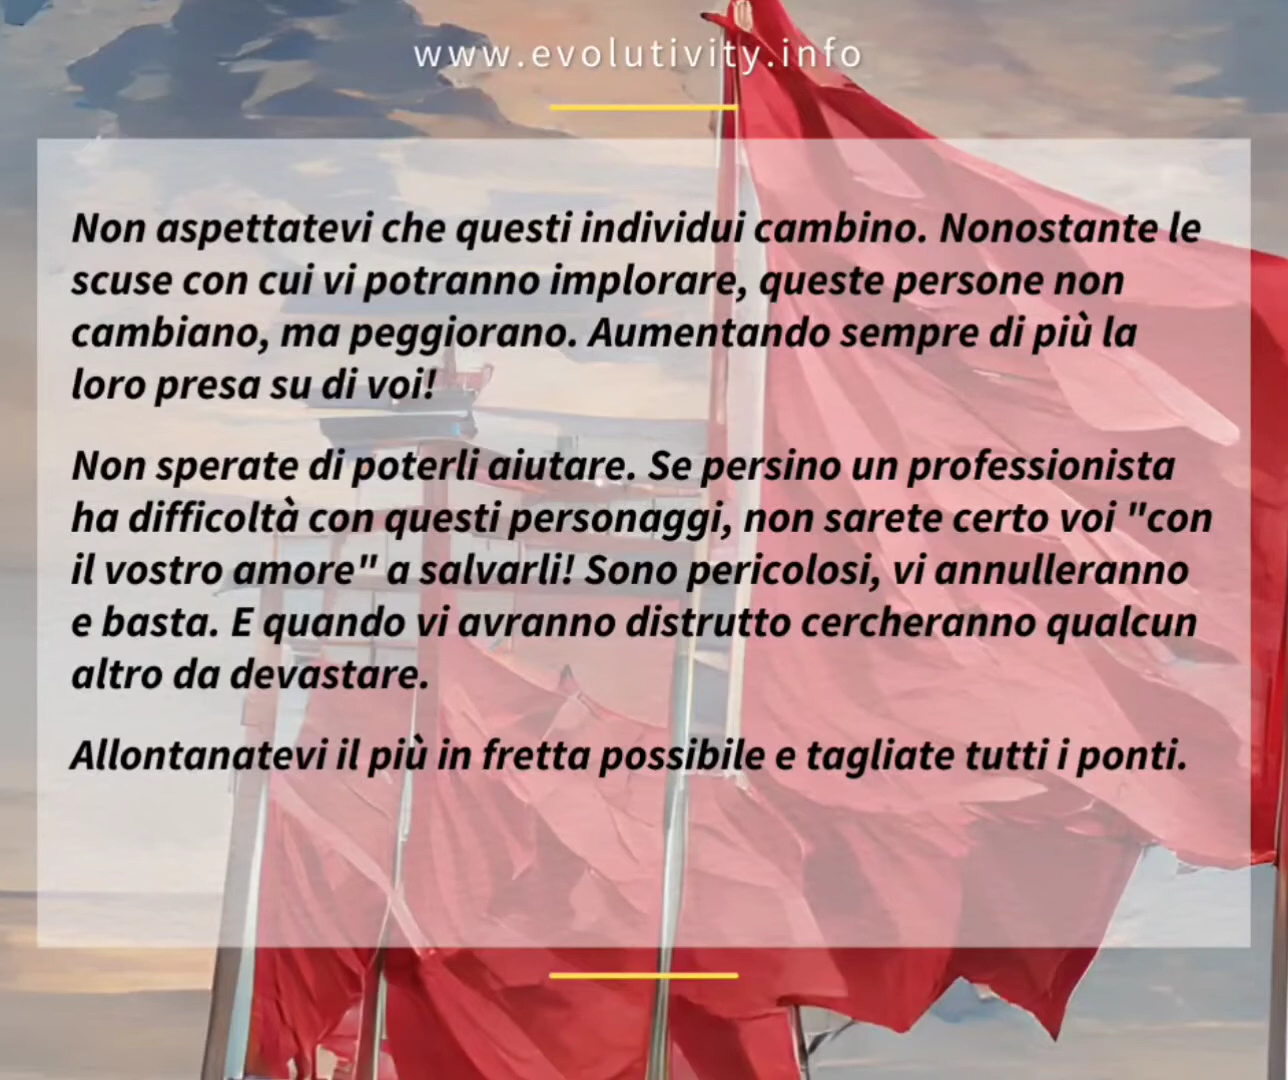 www.evolutivity.info
Non aspettatevi che questi individui cambino. Nonostante le
scuse con cui vi potranno implorare, queste persone non
cambiano, ma peggiorano. Aumentando sempre di più la
loro presa su di voi!
Non sperate di poterli aiutare. Se persino un professionista
ha difficoltà con questi personaggi, non sarete certo voi "con
il vostro amore" a salvarli! Sono pericolosi, vi annulleranno
e basta. E quando vi avranno distrutto cercheranno qualcun
altro da devastare.
Allontanatevi il più in fretta possibile e tagliate tutti i ponti.